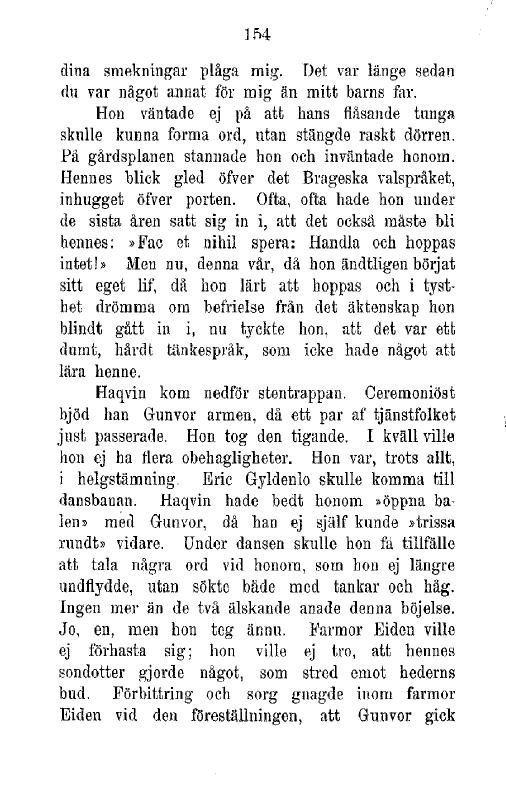 154
dina smekningar plåga mig. Det var länge sedan
du var något annat för mig än mitt barns far.
Hon väntade ej på att hans flåsande tunga
skulle kunna forma ord, utan stängde raskt dörren.
På gårdsplanen stannade hon och inväntade honom.
Hennes blick gled öfver det Brageska valspråket,
inhugget öfver porten. Ofta, ofta hade hon under
de sista åren satt sig in i, att det också måste bli
hennes: »Fac et nihil spera: Handla och hoppas
intet!» Men nu, denna vår, då hon ändtligen börjat
sitt eget lif, då hon lärt att hoppas och i tyst-
het drömma om befrielse från det äktenskap hon
blindt gått in i, nu tyckte hon, att det var ett
dumt, hårdt tänkespråk, som icke hade något att
lära henne.
Haqvin kom nedför stentrappan. Ceremoniöst
bjöd han Gunvor armen, då ett par af tjänstfolket
just passerade. Hon tog den tigande. I kväll ville
hon ej ha flera obehagligheter. Hon var, trots allt,
i helgstämning. Eric Gyldenlo skulle komma till
dansbanan. Haqvin hade bedt honom »öppna ba-
len» med Gunvor, då han ej själf kunde »trissa
rundt» vidare. Under dansen skulle hon få tillfälle
att tala några ord vid honom, som hon ej längre
undflydde, utan sökte både med tankar och håg.
Ingen mer än de två älskande anade denna böjelse.
Jo, en, men hon teg ännu. Farmor Eiden ville
ej förhasta sig; hon ville ej tro, att hennes
sondotter gjorde något, som stred emot hederns
bud. Förbittring och sorg gnagde inom farmor
Eiden vid den föreställningen, att Gunvor gick